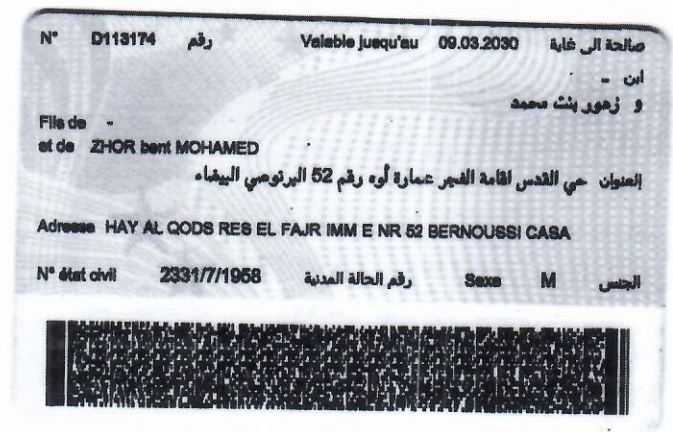 N° D113174 رقم Valable jusqu'au 09.03.2030 صالحة الى غاية
ابن -
و زهور بنت محمد
Fils de -
et de ZHOR bent MOHAMED
العنوان حي القدس اقامة الفجر عمارة أوه رقم 52 البرنوصي البيضاء
Adresse HAY AL QODS RES EL FAJR IMM E NR 52 BERNOUSSI CASA
N° état civil 2331/7/1958 رقم الحالة المدنية Sexe M الجنس